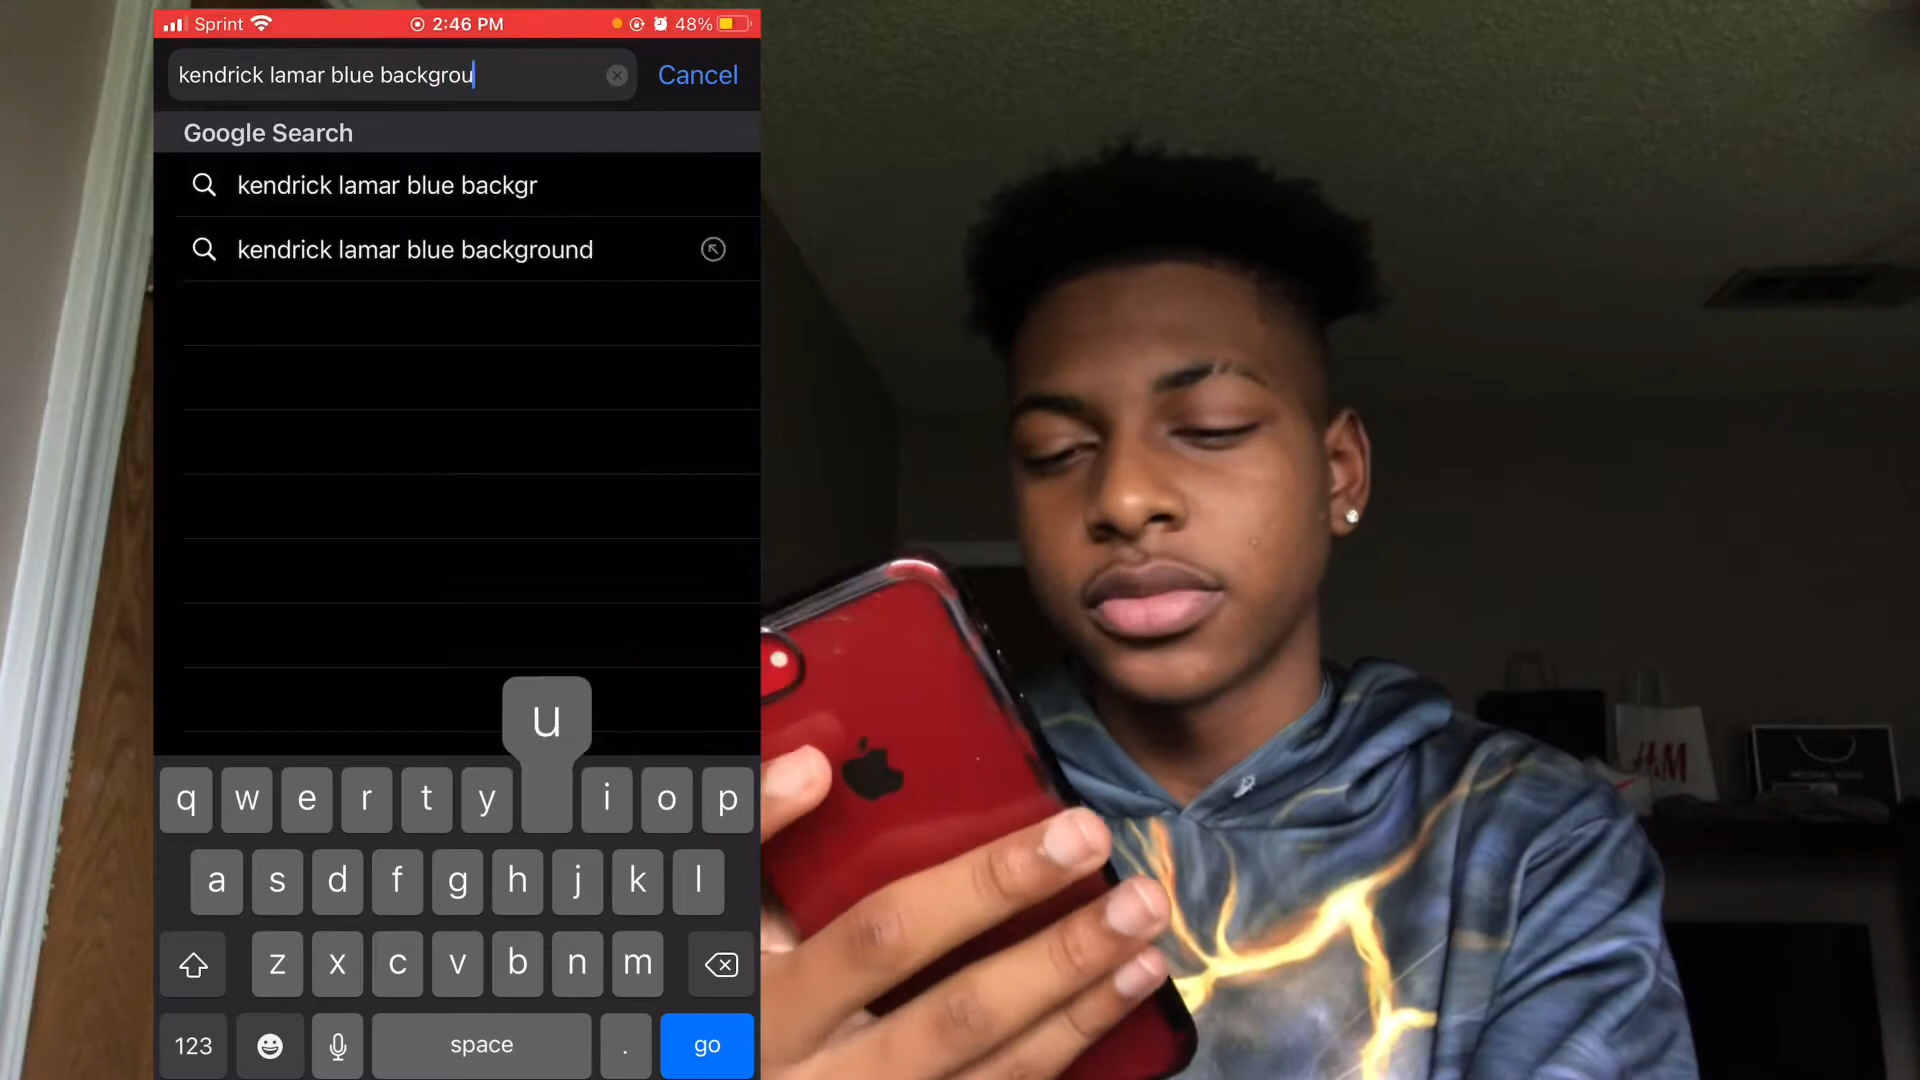 Sprint 2:46 PM 48%
kendrick lamar blue backgrou Cancel
Google Search
kendrick lamar blue backgr
kendrick lamar blue background
u
q w e r t y i o p
a s d f g h j k l
z x c v b n m
123 space . go
H&M